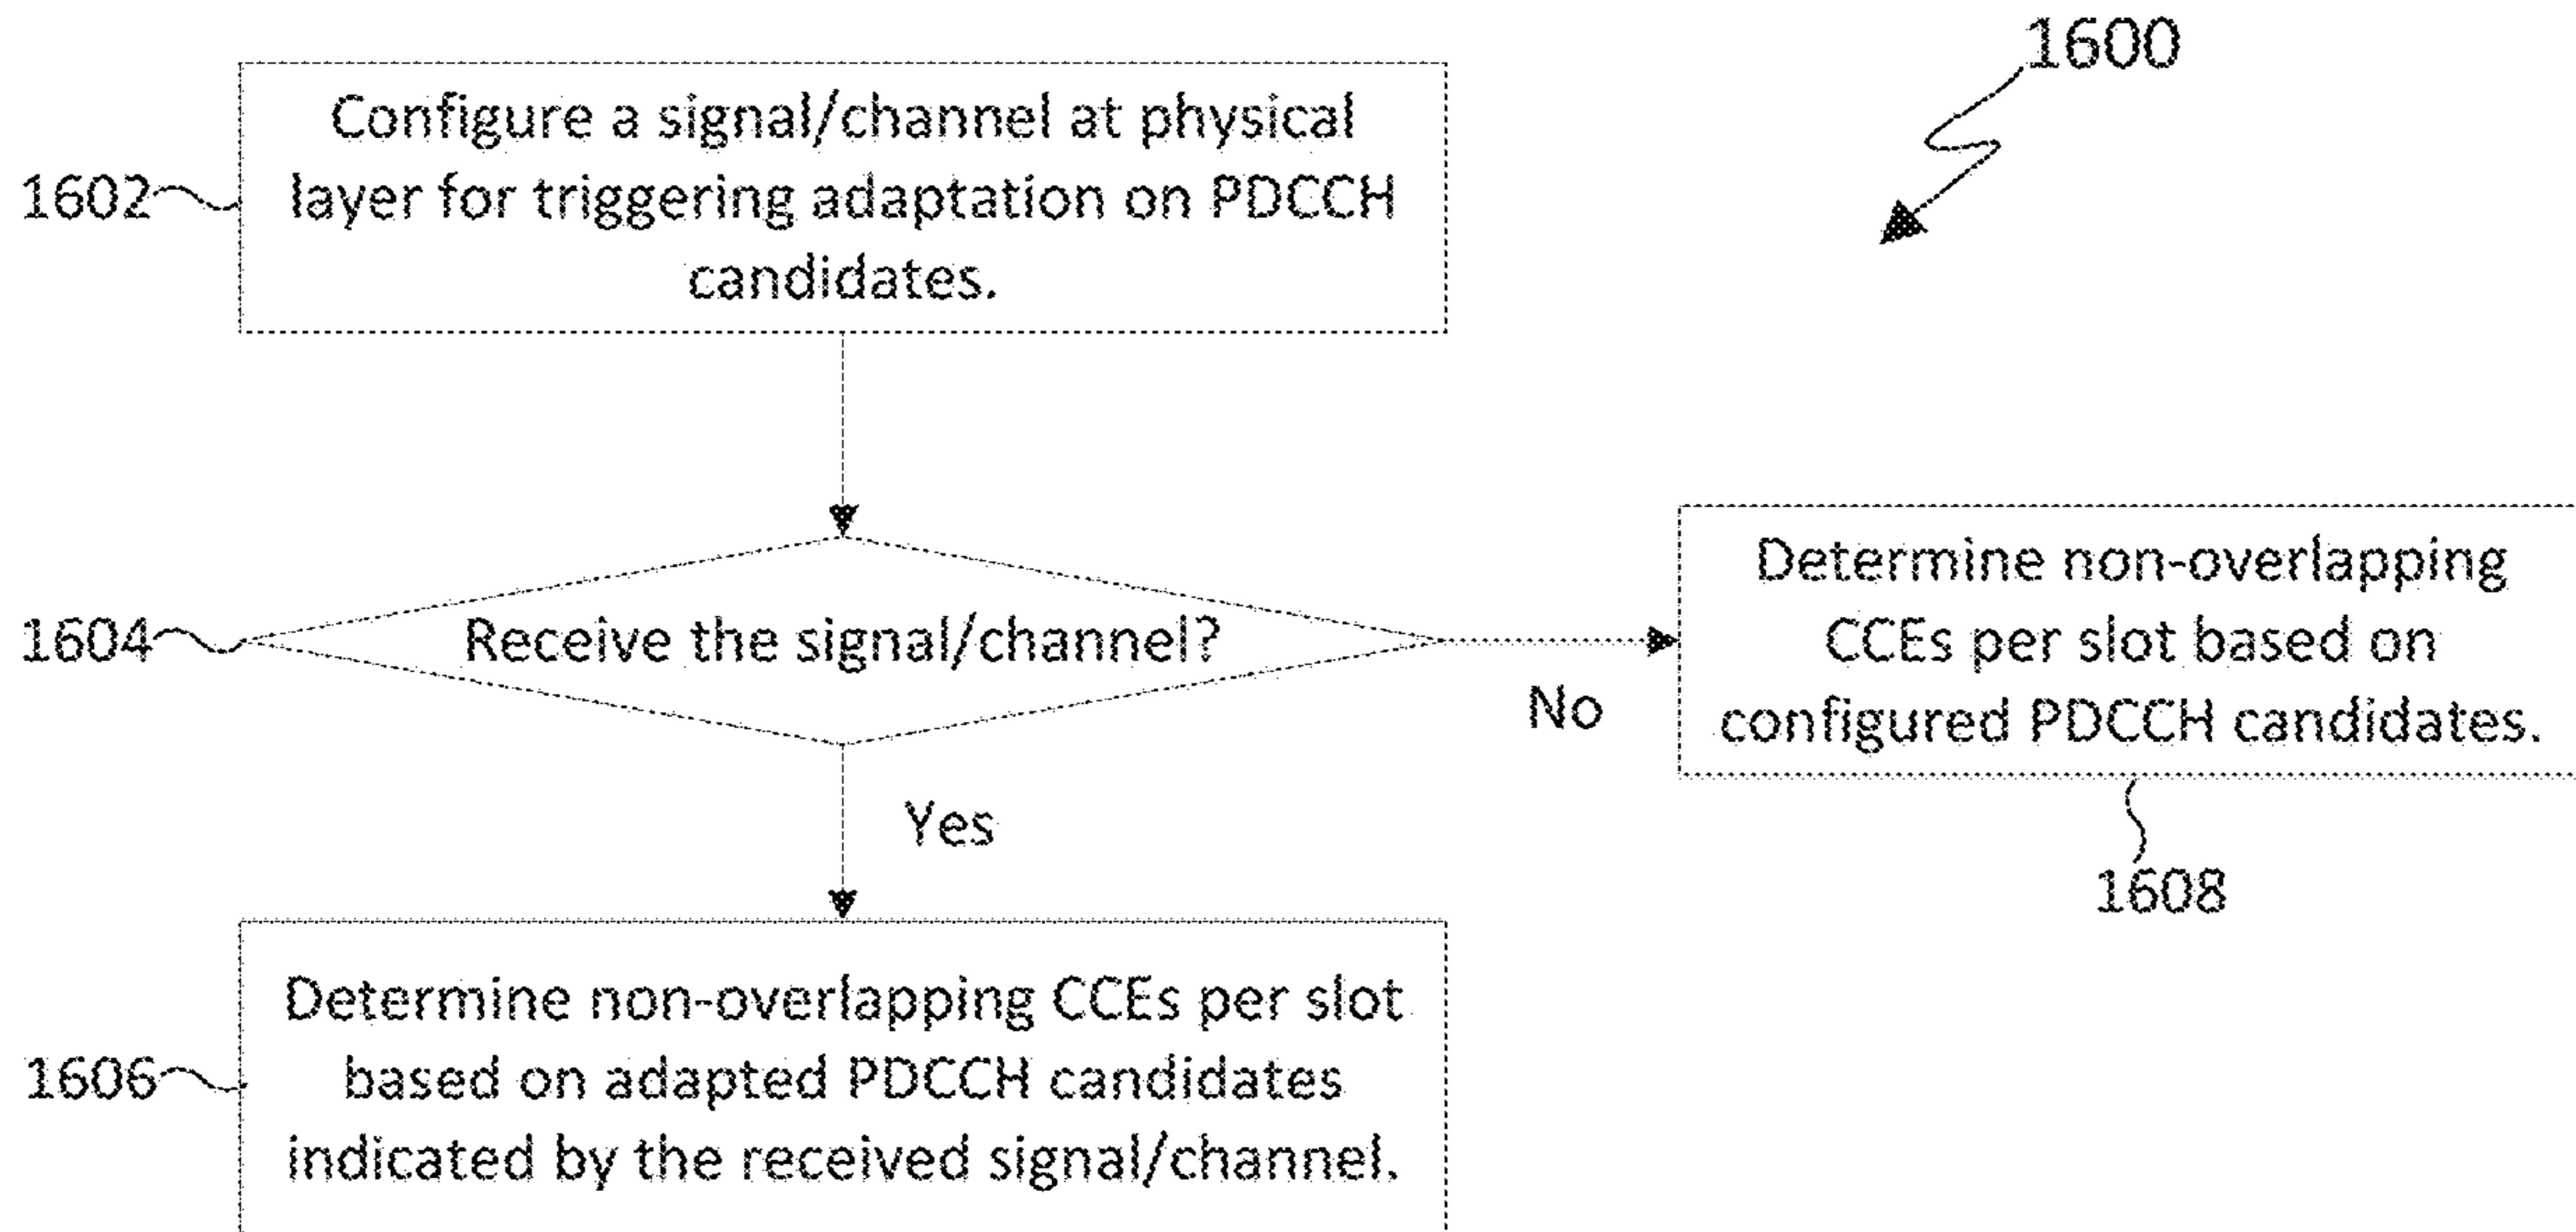 1600
Configure a signal/channel at physical
layer for triggering adaptation on PDCCH
candidates.
1602
Receive the signal/channel?
1604
No
Determine non-overlapping
CCEs per slot based on
configured PDCCH candidates.
1608
Yes
Determine non-overlapping CCEs per slot
based on adapted PDCCH candidates
indicated by the received signal/channel.
1606